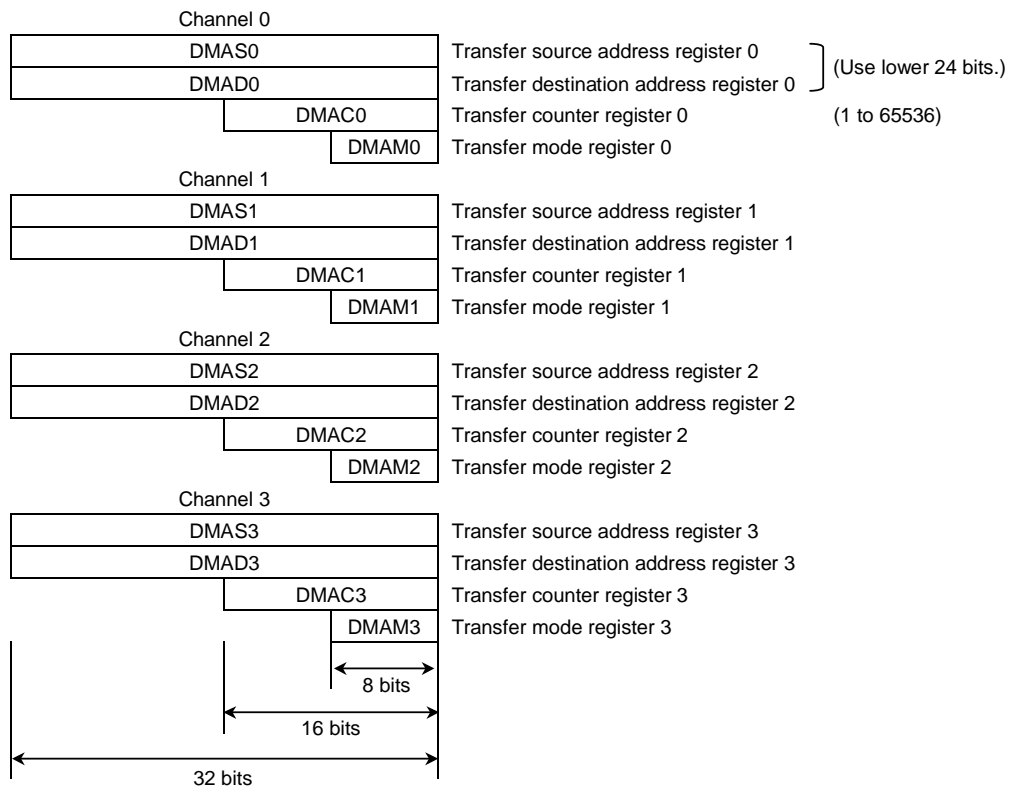 Channel 0
DMAS0 Transfer source address register 0
(Use lower 24 bits.)
DMAD0 Transfer destination address register 0
DMAC0 Transfer counter register 0 (1 to 65536)
DMAM0 Transfer mode register 0
Channel 1
DMAS1 Transfer source address register 1
DMAD1 Transfer destination address register 1
DMAC1 Transfer counter register 1
DMAM1 Transfer mode register 1
Channel 2
DMAS2 Transfer source address register 2
DMAD2 Transfer destination address register 2
DMAC2 Transfer counter register 2
DMAM2 Transfer mode register 2
Channel 3
DMAS3 Transfer source address register 3
DMAD3 Transfer destination address register 3
DMAC3 Transfer counter register 3
DMAM3 Transfer mode register 3
8 bits
16 bits
32 bits